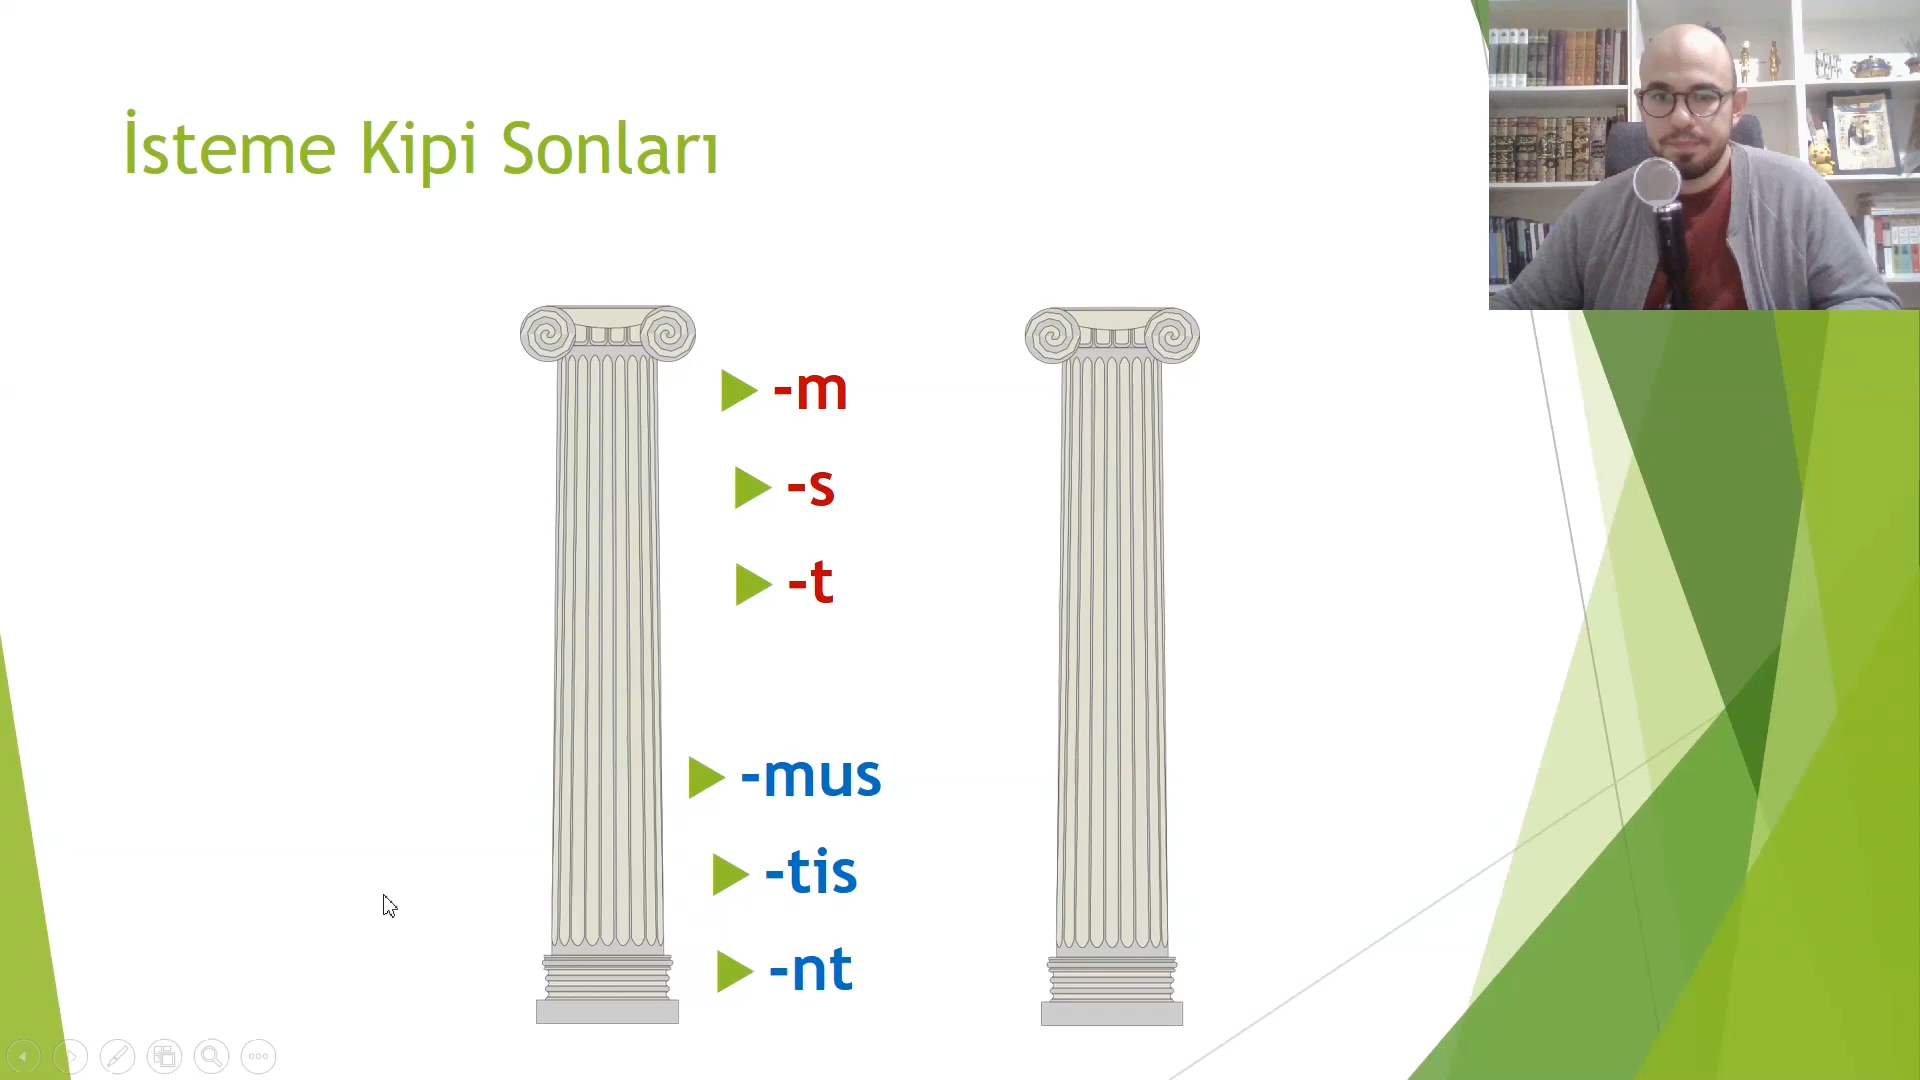 İsteme Kipi Sonları
-m
-s
-t
-mus
-tis
-nt